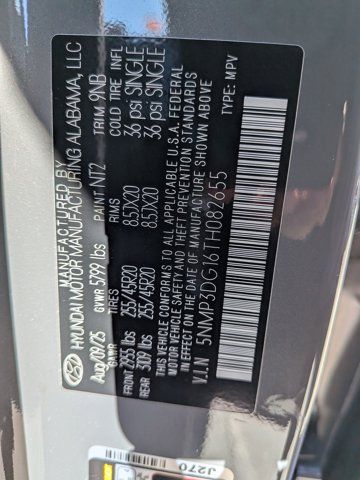 MANUFACTURED BY
HYUNDAI MOTOR MANUFACTURING ALABAMA, LLC
Aug/09/25 GVWR 5799 lbs PAINT NT2 TRIM 9NB
GAWR TIRES RIMS COLD TIRE INFL
FRONT 2955 lbs 255/45R20 8.5JX20 36 psi SINGLE
REAR 3109 lbs 255/45R20 8.5JX20 36 psi SINGLE
THIS VEHICLE CONFORMS TO ALL APPLICABLE U.S.A. FEDERAL
MOTOR VEHICLE SAFETY, BUMPER, AND THEFT PREVENTION STANDARDS
IN EFFECT ON THE DATE OF MANUFACTURE SHOWN ABOVE
V.I.N 5NMP3DG16TH082655 TYPE: MPV
J270